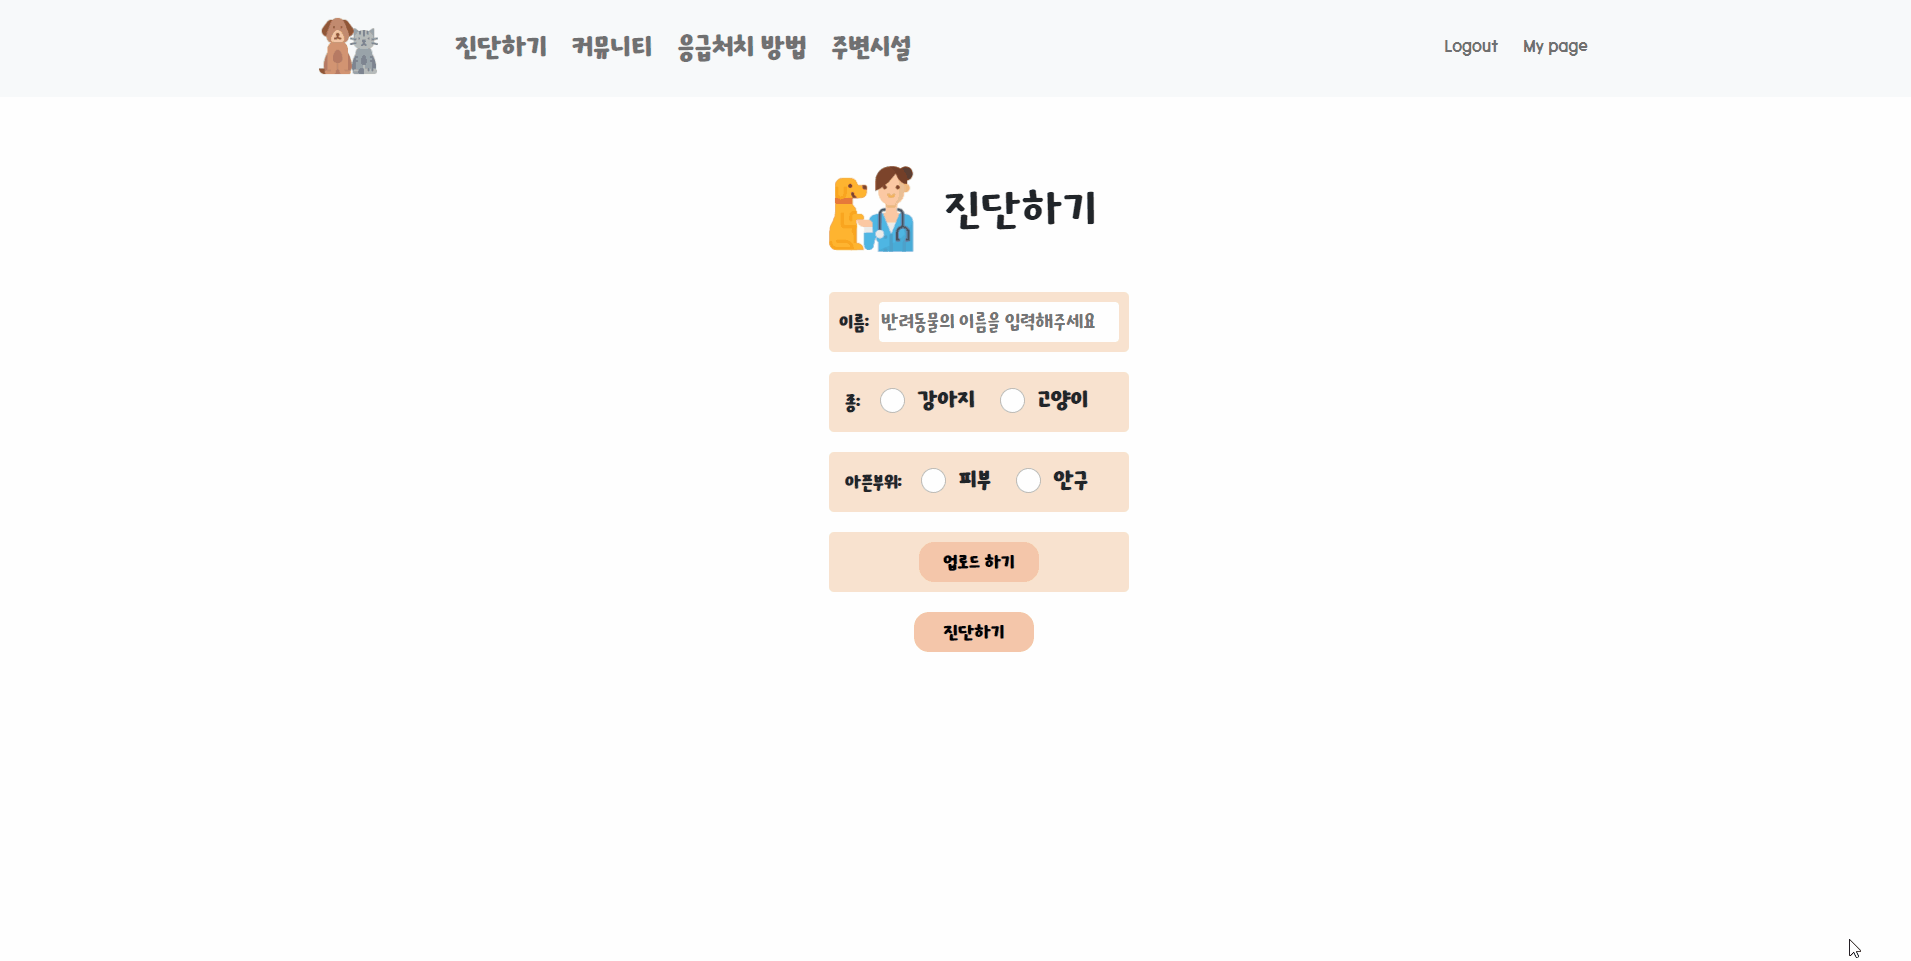 진단하기 커뮤니티 응급처치 방법 주변시설 Logout My page
진단하기
이름: 반려동물의 이름을 입력해주세요
종: 강아지 고양이
아픈부위: 피부 안구
업로드 하기
진단하기